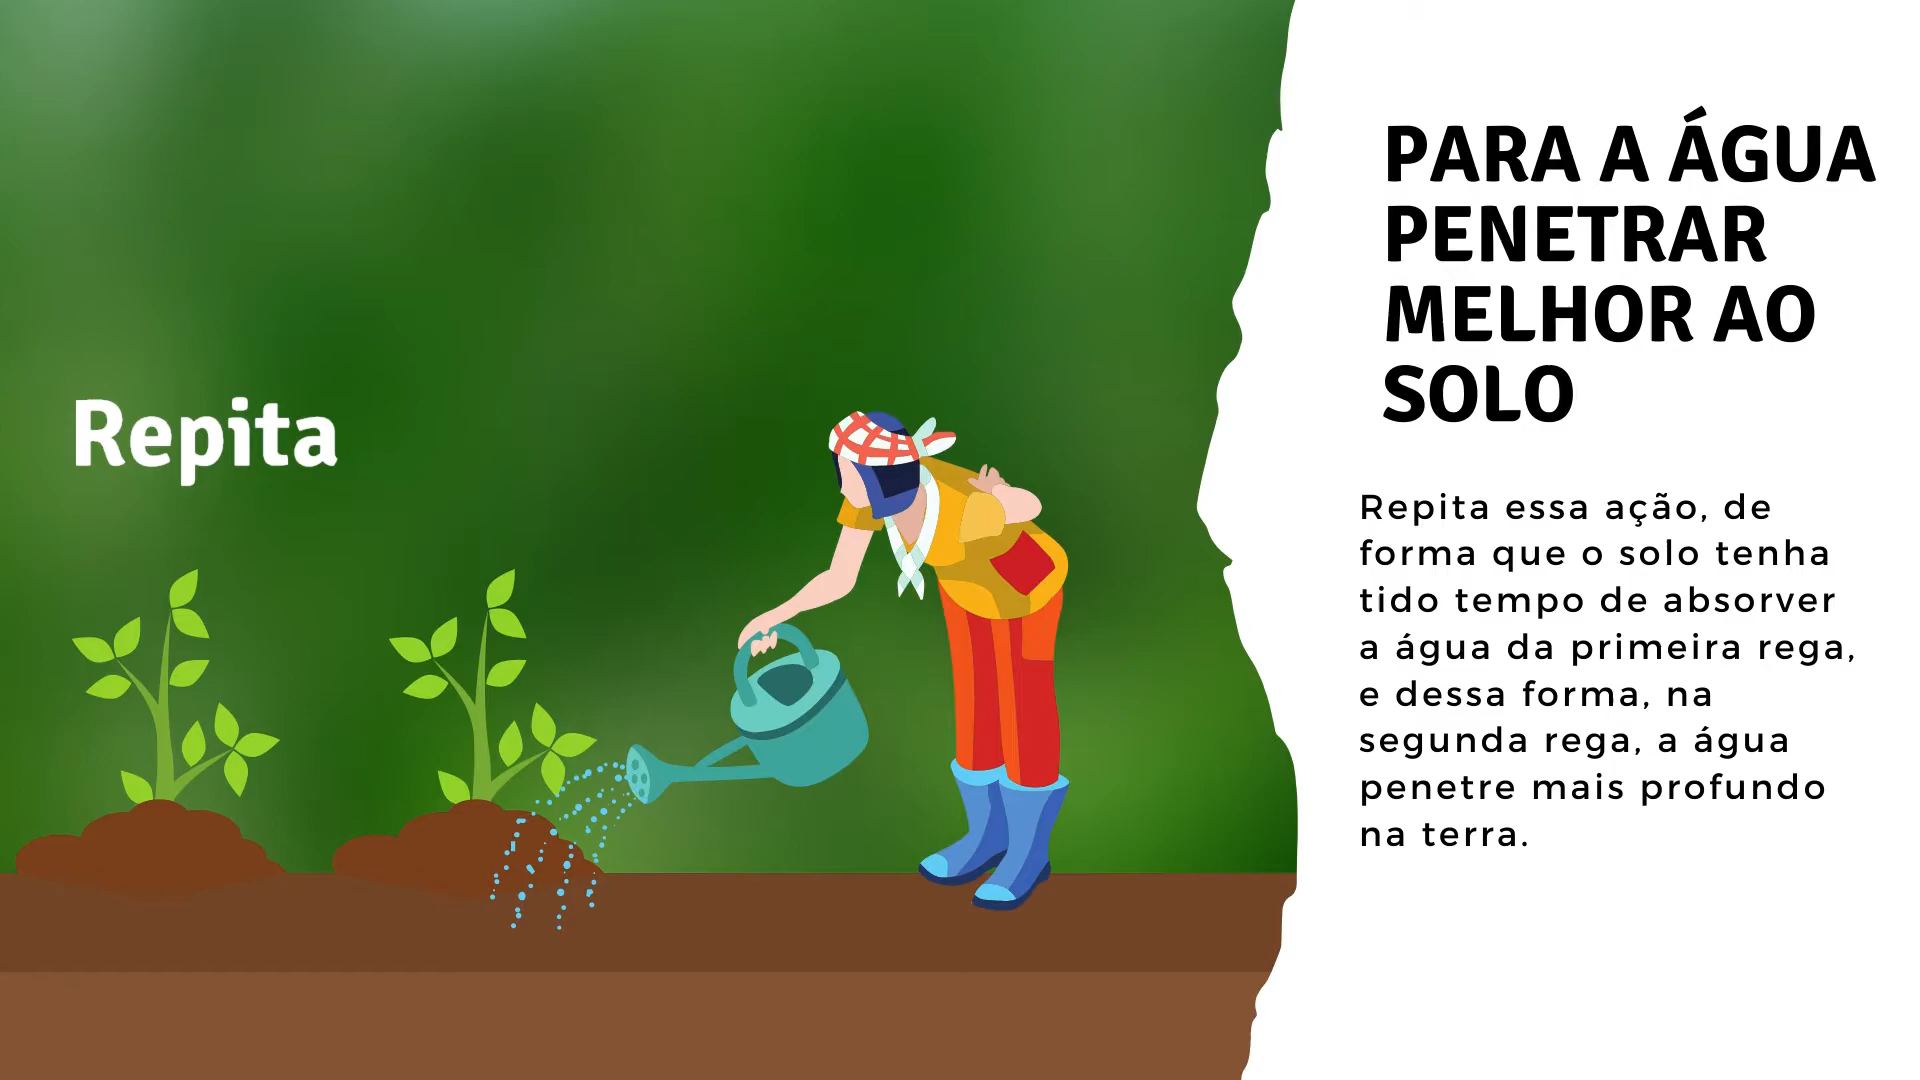 Repita
PARA A ÁGUA
PENETRAR
MELHOR AO
SOLO
Repita essa ação, de
forma que o solo tenha
tido tempo de absorver
a água da primeira rega,
e dessa forma, na
segunda rega, a água
penetre mais profundo
na terra.